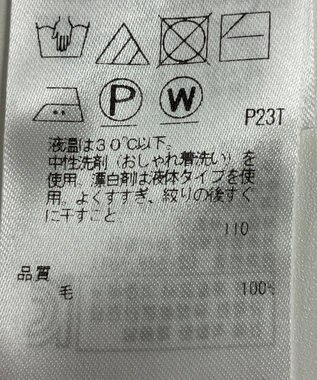 P W
P23T
液温は30℃以下。
中性洗剤(おしゃれ着洗い)を
使用。漂白剤は液体タイプを使
用。よくすすぎ、絞りの後すぐ
に干すこと
110
品質
毛 100%